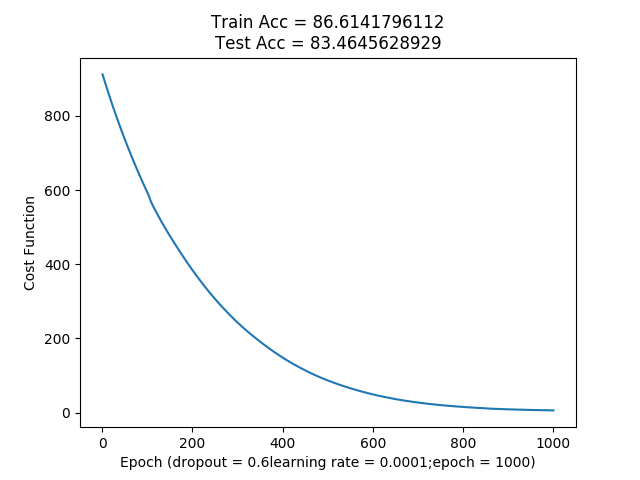 Train Acc = 86.6141796112
Test Acc = 83.4645628929
Cost Function
800
600
400
200
0
0 200 400 600 800 1000
Epoch (dropout = 0.6learning rate = 0.0001;epoch = 1000)